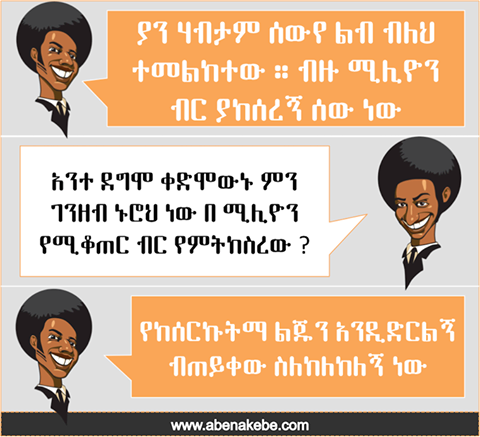 ያን ሃብታም ሰውየ ልብ ብለህ
ተመልከተው ። ብዙ ሚሊዮን
ብር ያከሰረኝ ሰው ነው
አንተ ደግሞ ቀድሞውኑ ምን
ገንዘብ ኑሮህ ነው በ ሚሊዮን
የሚቆጠር ብር የምትከስረው ?
የከሰርኩትማ ልጁን እንዲድርልኝ
ብጠይቀው ስለከለከለኝ ነው
www.abenakebe.com